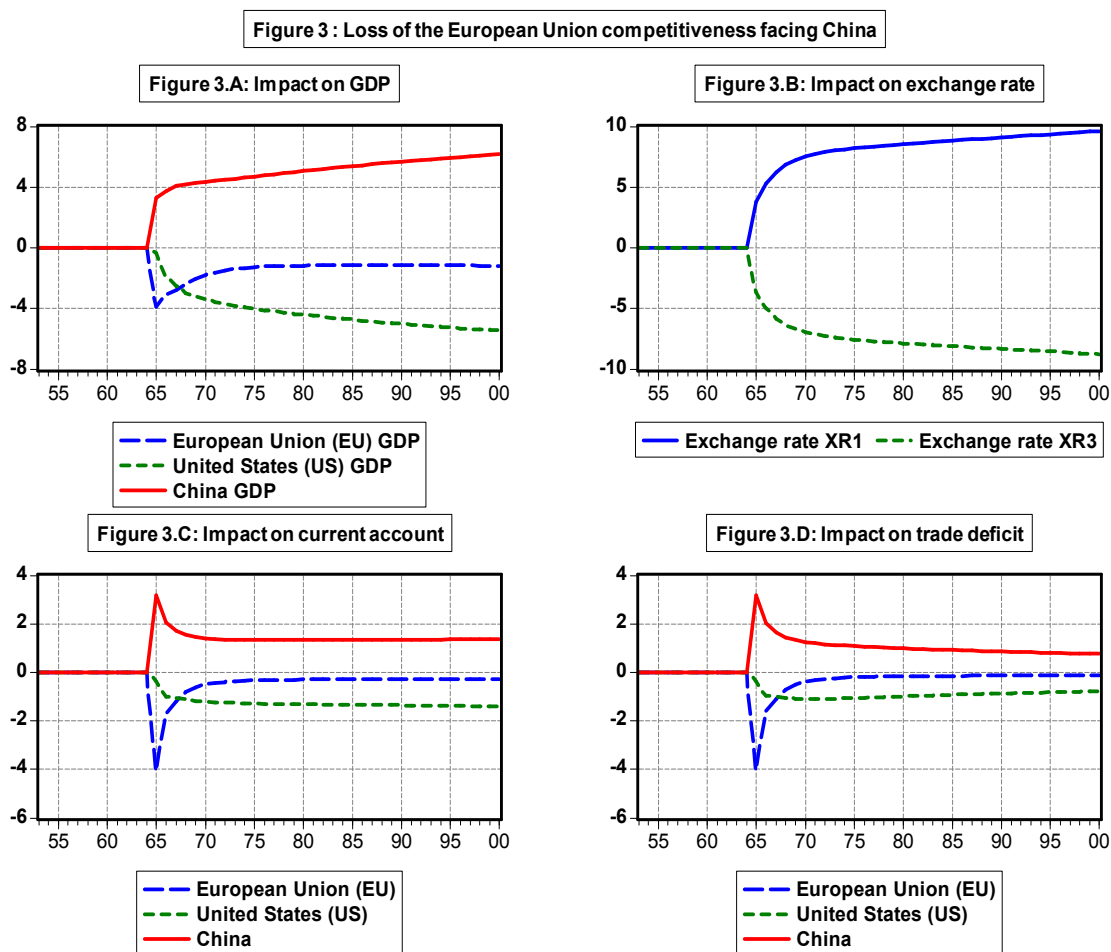 Figure 3 : Loss of the European Union competitiveness facing China
Figure 3.A: Impact on GDP
8
4
0
-4
-8
55 60 65 70 75 80 85 90 95 00
European Union (EU) GDP
United States (US) GDP
China GDP
Figure 3.B: Impact on exchange rate
10
5
0
-5
-10
55 60 65 70 75 80 85 90 95 00
Exchange rate XR1 Exchange rate XR3
Figure 3.C: Impact on current account
4
2
0
-2
-4
-6
55 60 65 70 75 80 85 90 95 00
European Union (EU)
United States (US)
China
Figure 3.D: Impact on trade deficit
4
2
0
-2
-4
-6
55 60 65 70 75 80 85 90 95 00
European Union (EU)
United States (US)
China